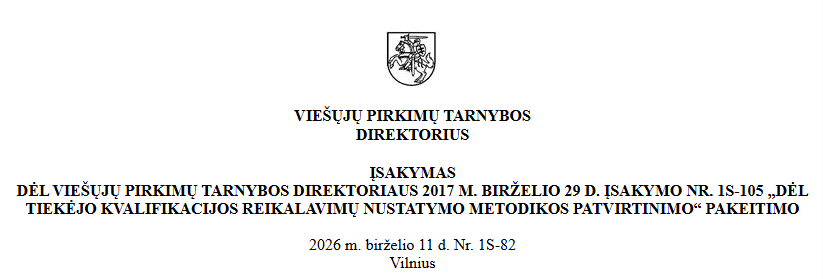 VIEŠŲJŲ PIRKIMŲ TARNYBOS
DIREKTORIUS
ĮSAKYMAS
DĖL VIEŠŲJŲ PIRKIMŲ TARNYBOS DIREKTORIAUS 2017 M. BIRŽELIO 29 D. ĮSAKYMO NR. 1S-105 „DĖL
TIEKĖJO KVALIFIKACIJOS REIKALAVIMŲ NUSTATYMO METODIKOS PATVIRTINIMO“ PAKEITIMO
2026 m. birželio 11 d. Nr. 1S-82
Vilnius